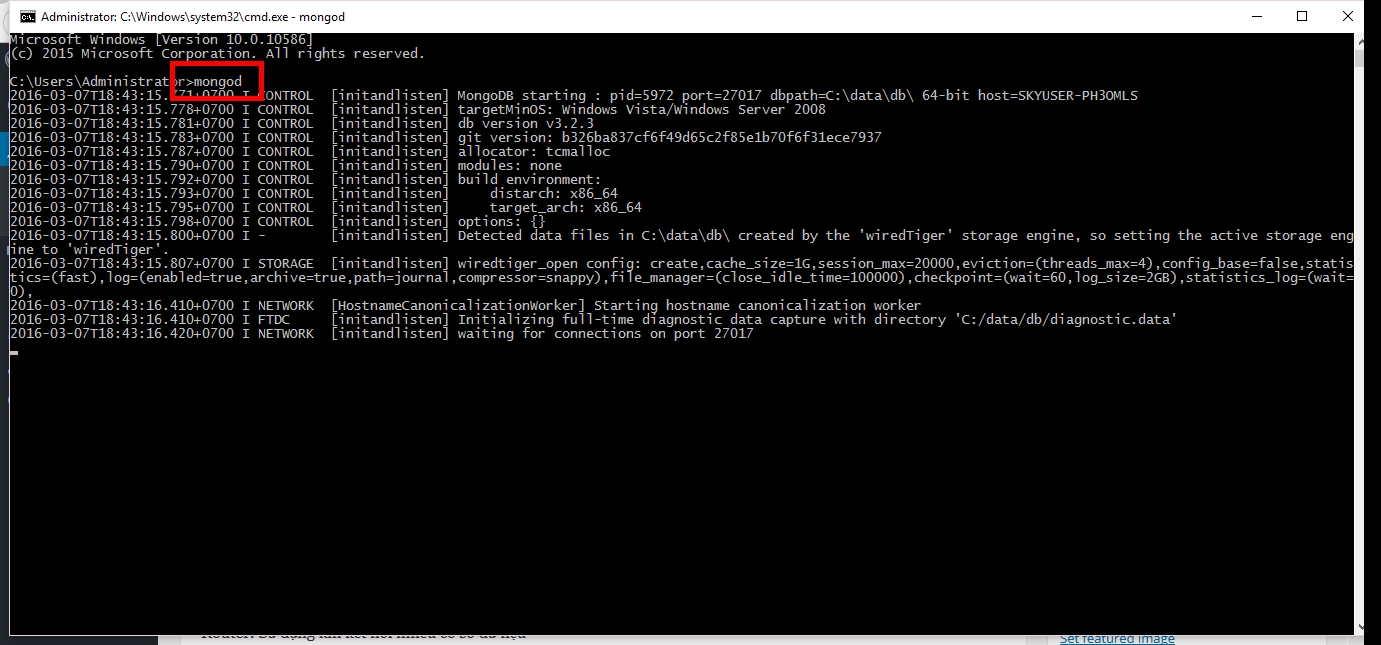 Administrator: C:\Windows\system32\cmd.exe - mongod
Microsoft Windows [Version 10.0.10586]
(c) 2015 Microsoft Corporation. All rights reserved.
C:\Users\Administrator>mongod
2016-03-07T18:43:15.771+0700 I CONTROL  [initandlisten] MongoDB starting : pid=5972 port=27017 dbpath=C:\data\db\ 64-bit host=SKYUSER-PH3OMLS
2016-03-07T18:43:15.778+0700 I CONTROL  [initandlisten] targetMinOS: Windows Vista/Windows Server 2008
2016-03-07T18:43:15.781+0700 I CONTROL  [initandlisten] db version v3.2.3
2016-03-07T18:43:15.783+0700 I CONTROL  [initandlisten] git version: b326ba837cf6f49d65c2f85e1b70f6f31ece7937
2016-03-07T18:43:15.787+0700 I CONTROL  [initandlisten] allocator: tcmalloc
2016-03-07T18:43:15.790+0700 I CONTROL  [initandlisten] modules: none
2016-03-07T18:43:15.792+0700 I CONTROL  [initandlisten] build environment:
2016-03-07T18:43:15.793+0700 I CONTROL  [initandlisten]     distarch: x86_64
2016-03-07T18:43:15.795+0700 I CONTROL  [initandlisten]     target_arch: x86_64
2016-03-07T18:43:15.798+0700 I CONTROL  [initandlisten] options: {}
2016-03-07T18:43:15.800+0700 I -        [initandlisten] Detected data files in C:\data\db\ created by the 'wiredTiger' storage engine, so setting the active storage eng
ine to 'wiredTiger'.
2016-03-07T18:43:15.807+0700 I STORAGE  [initandlisten] wiredtiger_open config: create,cache_size=1G,session_max=20000,eviction=(threads_max=4),config_base=false,statis
tics=(fast),log=(enabled=true,archive=true,path=journal,compressor=snappy),file_manager=(close_idle_time=100000),checkpoint=(wait=60,log_size=2GB),statistics_log=(wait=
0),
2016-03-07T18:43:16.410+0700 I NETWORK  [HostnameCanonicalizationWorker] Starting hostname canonicalization worker
2016-03-07T18:43:16.410+0700 I FTDC     [initandlisten] Initializing full-time diagnostic data capture with directory 'C:/data/db/diagnostic.data'
2016-03-07T18:43:16.420+0700 I NETWORK  [initandlisten] waiting for connections on port 27017
Set featured image